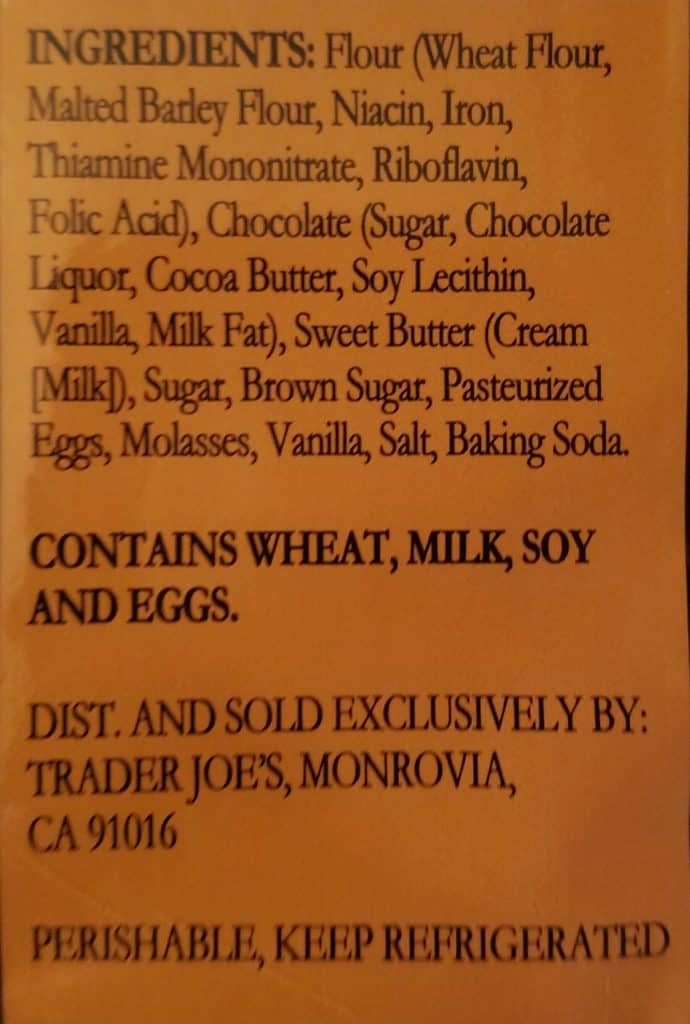 INGREDIENTS: Flour (Wheat Flour,
Malted Barley Flour, Niacin, Iron,
Thiamine Mononitrate, Riboflavin,
Folic Acid), Chocolate (Sugar, Chocolate
Liquor, Cocoa Butter, Soy Lecithin,
Vanilla, Milk Fat), Sweet Butter (Cream
[Milk]), Sugar, Brown Sugar, Pasteurized
Eggs, Molasses, Vanilla, Salt, Baking Soda.
CONTAINS WHEAT, MILK, SOY
AND EGGS.
DIST. AND SOLD EXCLUSIVELY BY:
TRADER JOE'S, MONROVIA,
CA 91016
PERISHABLE, KEEP REFRIGERATED